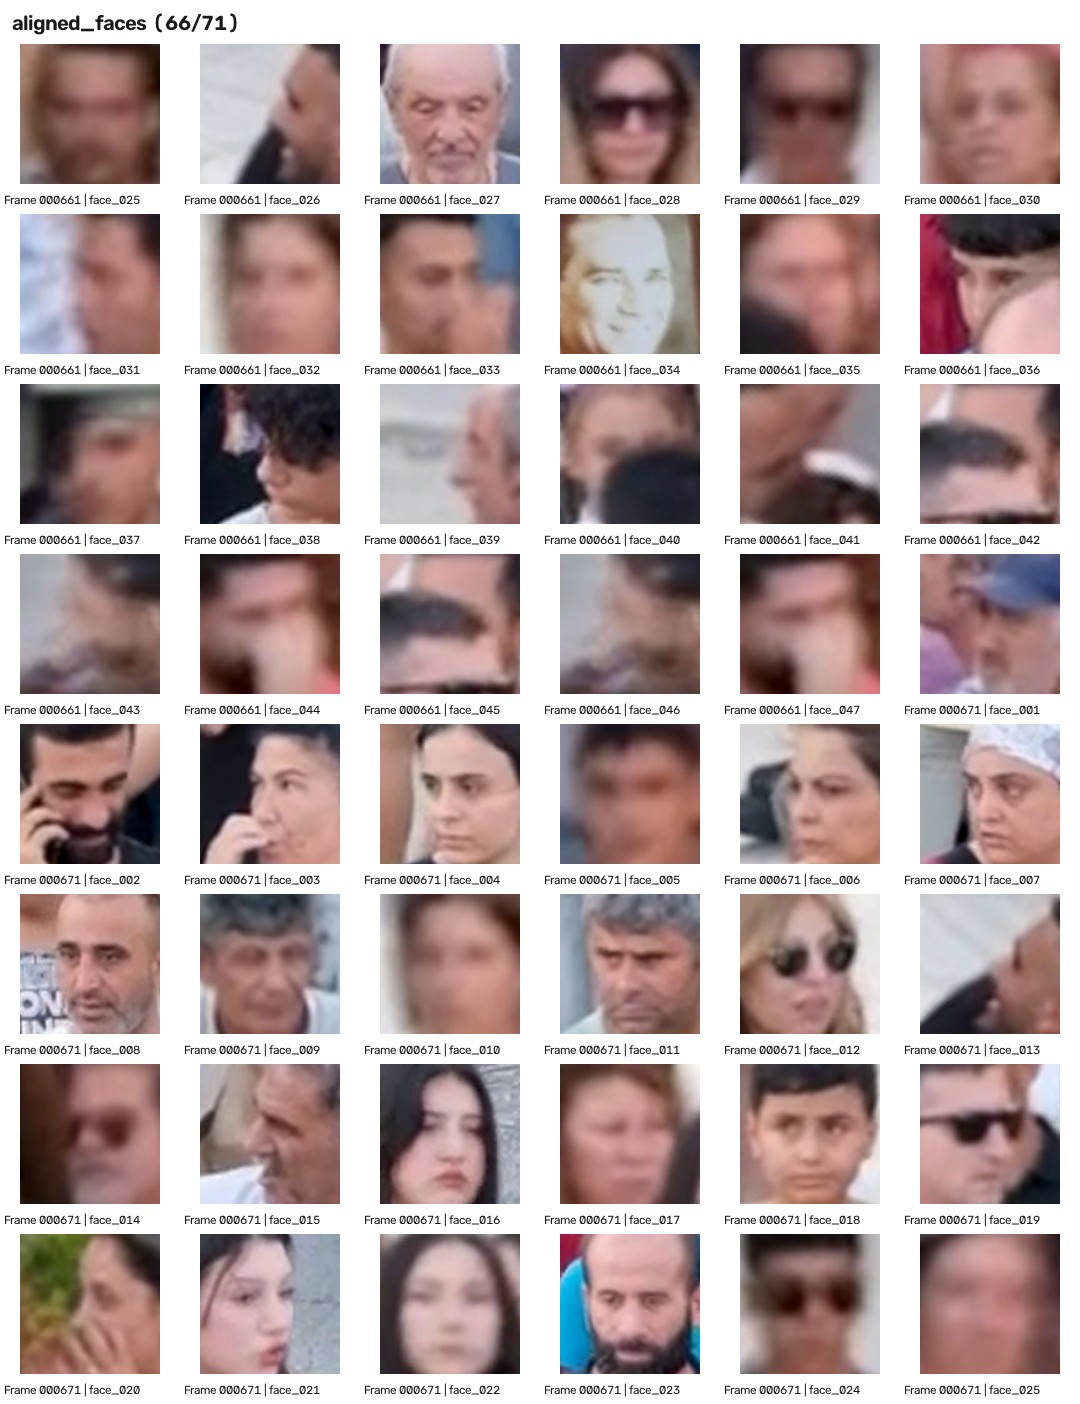 aligned_faces (66/71)
Frame 000661 | face_025
Frame 000661 | face_026
Frame 000661 | face_027
Frame 000661 | face_028
Frame 000661 | face_029
Frame 000661 | face_030
Frame 000661 | face_031
Frame 000661 | face_032
Frame 000661 | face_033
Frame 000661 | face_034
Frame 000661 | face_035
Frame 000661 | face_036
Frame 000661 | face_037
Frame 000661 | face_038
Frame 000661 | face_039
Frame 000661 | face_040
Frame 000661 | face_041
Frame 000661 | face_042
Frame 000661 | face_043
Frame 000661 | face_044
Frame 000661 | face_045
Frame 000661 | face_046
Frame 000661 | face_047
Frame 000671 | face_001
Frame 000671 | face_002
Frame 000671 | face_003
Frame 000671 | face_004
Frame 000671 | face_005
Frame 000671 | face_006
Frame 000671 | face_007
Frame 000671 | face_008
Frame 000671 | face_009
Frame 000671 | face_010
Frame 000671 | face_011
Frame 000671 | face_012
Frame 000671 | face_013
Frame 000671 | face_014
Frame 000671 | face_015
Frame 000671 | face_016
Frame 000671 | face_017
Frame 000671 | face_018
Frame 000671 | face_019
Frame 000671 | face_020
Frame 000671 | face_021
Frame 000671 | face_022
Frame 000671 | face_023
Frame 000671 | face_024
Frame 000671 | face_025